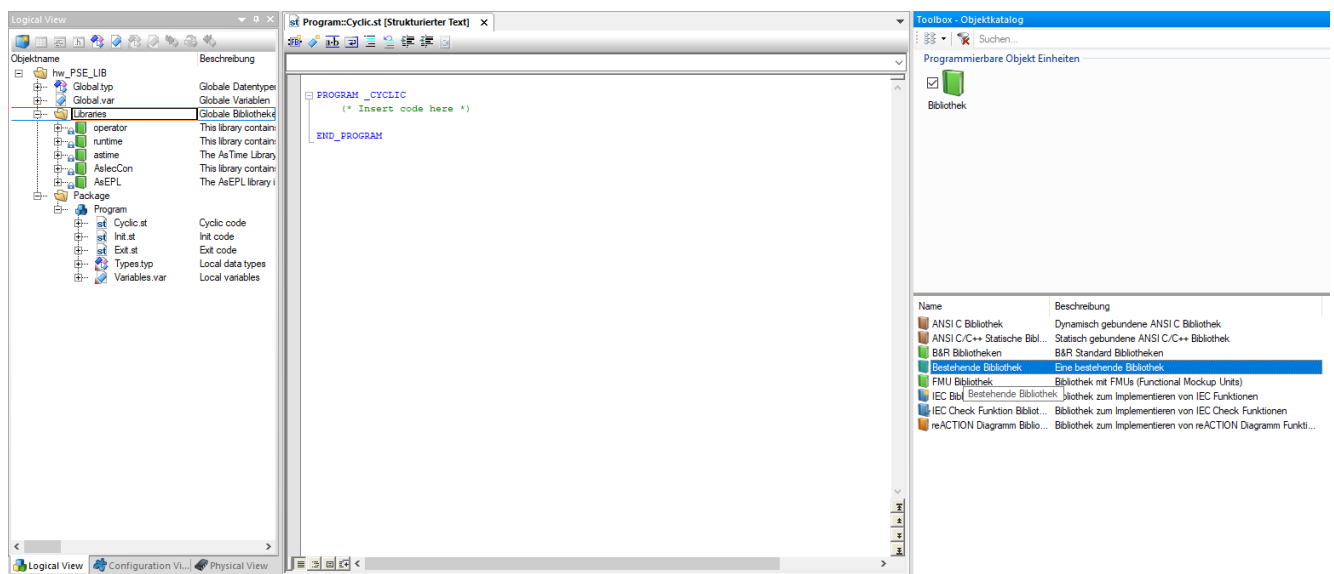 Logical View
Objektname Beschreibung
hw_PSE_LIB
Global.typ Globale Datentypen
Global.var Globale Variablen
Libraries Globale Bibliotheke
operator This library contain
runtime This library contain
astime The AsTime Library
AsIecCon This library contain
AsEPL The AsEPL library i
Package
Program
Cyclic.st Cyclic code
Init.st Init code
Exit.st Exit code
Types.typ Local data types
Variables.var Local variables
Logical View Configuration Vi... Physical View
Program::Cyclic.st [Strukturierter Text]
PROGRAM _CYCLIC
(* Insert code here *)
END_PROGRAM
Toolbox - Objektkatalog
Suchen...
Programmierbare Objekt Einheiten
Bibliothek
Name Beschreibung
ANSI C Bibliothek Dynamisch gebundene ANSI C Bibliothek
ANSI C/C++ Statische Bibl... Statisch gebundene ANSI C/C++ Bibliothek
B&R Bibliotheken B&R Standard Bibliotheken
Bestehende Bibliothek Eine bestehende Bibliothek
FMU Bibliothek Bibliothek mit FMUs (Functional Mockup Units)
IEC Bibl Bestehende Bibliothek bliothek zum Implementieren von IEC Funktionen
IEC Check Funktion Bibliot... Bibliothek zum Implementieren von IEC Check Funktionen
reACTION Diagramm Biblio... Bibliothek zum Implementieren von reACTION Diagramm Funkti...